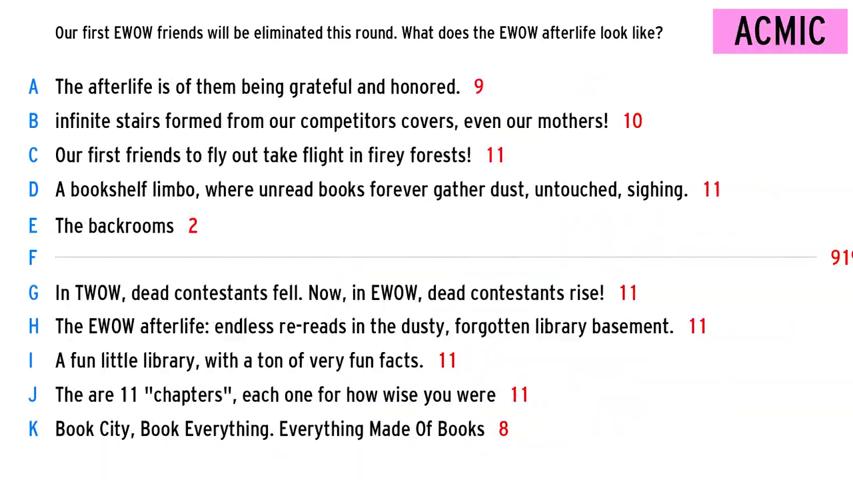 Our first EWOW friends will be eliminated this round. What does the EWOW afterlife look like?
ACMIC
A The afterlife is of them being grateful and honored. 9
B infinite stairs formed from our competitors covers, even our mothers! 10
C Our first friends to fly out take flight in firey forests! 11
D A bookshelf limbo, where unread books forever gather dust, untouched, sighing. 11
E The backrooms 2
F 919
G In TWOW, dead contestants fell. Now, in EWOW, dead contestants rise! 11
H The EWOW afterlife: endless re-reads in the dusty, forgotten library basement. 11
I A fun little library, with a ton of very fun facts. 11
J The are 11 "chapters", each one for how wise you were 11
K Book City, Book Everything. Everything Made Of Books 8